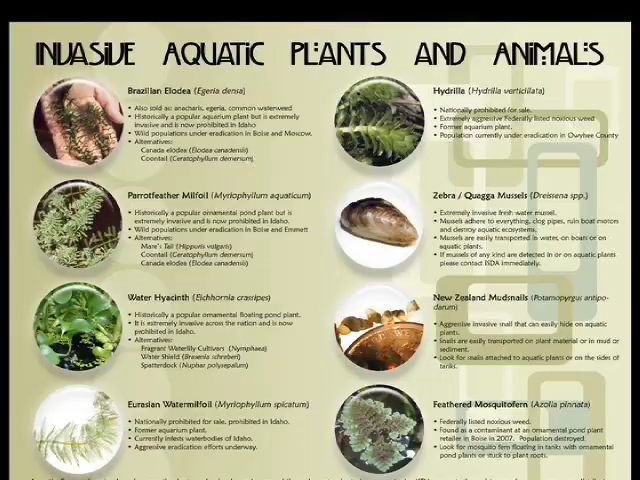 INVASIVE AQUATIC PLANTS AND ANIMALS
Brazilian Elodea (Egeria densa)
• Also sold as: anacharis, egeria, common waterweed
• Historically a popular aquarium plant but is extremely
invasive and is now prohibited in Idaho
• Wild populations under eradication in Boise and Moscow.
• Alternatives:
Canada elodea (Elodea canadensis)
Coontail (Ceratophyllum demersum)
Parrotfeather Milfoil (Myriophyllum aquaticum)
• Historically a popular ornamental pond plant but is
extremely invasive and is now prohibited.
• Wild populations under eradication in Boise and Emmett
• Alternatives:
Mare's Tail (Hippuris vulgaris)
Coontail (Ceratophyllum demersum)
Canada elodea (Elodea canadensis)
Water Hyacinth (Eichhornia crassipes)
• Historically a popular ornamental floating pond plant.
• It is extremely invasive across the nation and is now
prohibited in Idaho.
• Alternatives:
Fragrant Waterlily Cultivars (Nymphaea)
Water Shield (Brasenia schreberi)
Spatterdock (Nuphar polysepalum)
Eurasian Watermilfoil (Myriophyllum spicatum)
• Nationally prohibited for sale, prohibited in Idaho.
• Former aquarium plant.
• Currently infests waterbodies of Idaho.
• Aggressive eradication efforts underway.
Hydrilla (Hydrilla verticillata)
• Nationally prohibited for sale.
• Extremely aggressive Federally listed noxious weed
• Former aquarium plant.
• Population currently under eradication in Owyhee County
Zebra / Quagga Mussels (Dreissena spp.)
• Extremely invasive fresh water mussel.
• Mussels adhere to everything, clog pipes, ruin boat motors
and destroy aquatic ecosystems.
• Mussels are easily transported in water, on boats or on
aquatic plants.
• If mussels of any kind are detected in or on aquatic plants
please contact ISDA immediately.
New Zealand Mudsnails (Potamopyrgus antipo-
darum)
• Aggressive invasive snail that can easily hide on aquatic
plants.
• Snails are easily transported on plant material or in mud or
sediment.
• Look for snails attached to aquatic plants or on the sides of
tanks.
Feathered Mosquitofern (Azolla pinnata)
• Federally listed noxious weed.
• Found as a contaminant at an ornamental pond plant
retailer in Boise in 2007. Population destroyed.
• Look for mosquito fern floating in tanks with ornamental
pond plants or stuck to plant roots.